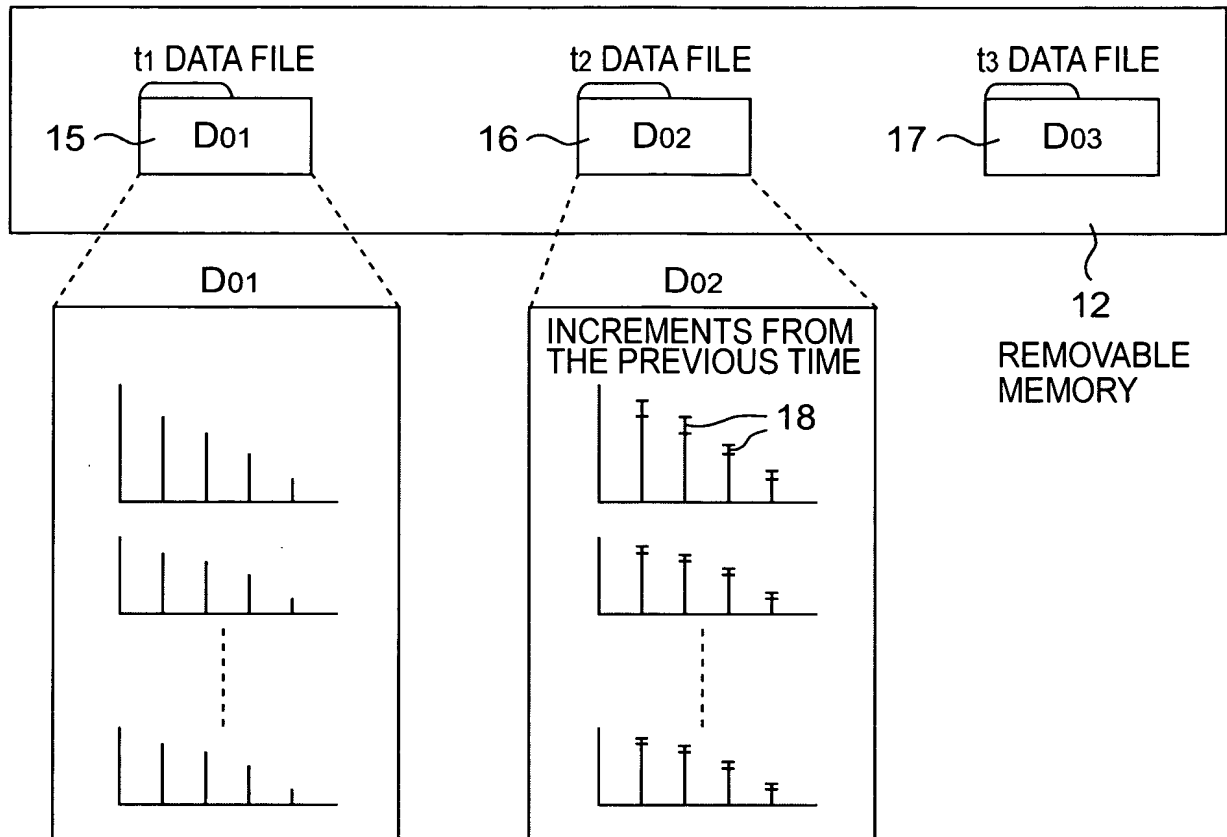 t1 DATA FILE
t2 DATA FILE
t3 DATA FILE
15
D01
16
D02
17
D03
12
REMOVABLE
MEMORY
D01
D02
INCREMENTS FROM
THE PREVIOUS TIME
18